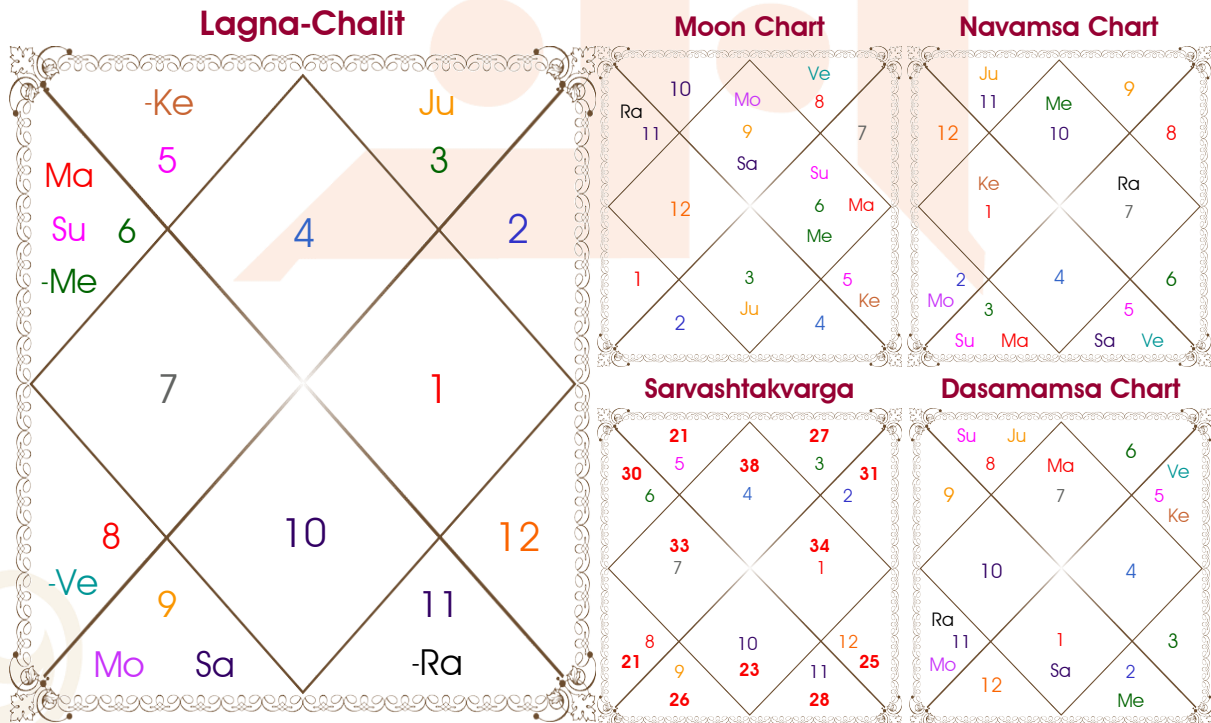 Lagna-Chalit
-Ke
Ju
5
3
Ma
Su
6
4
2
-Me
7
1
8
10
12
-Ve
9
11
Mo
Sa
-Ra
Moon Chart
10
Ve
Mo
8
Ra
11
9
7
Sa
Su
12
6
Ma
Me
1
3
5
Ju
Ke
2
4
Navamsa Chart
Ju
9
11
Me
12
10
8
Ke
Ra
1
7
2
4
6
Mo
3
5
Su
Ma
Sa
Ve
Sarvashtakvarga
21
27
30
5
38
3
31
6
4
2
33
34
7
1
8
10
12
21
9
23
11
25
26
28
Dasamamsa Chart
Su
Ju
6
8
Ma
Ve
9
7
5
Ke
10
4
Ra
11
1
3
Mo
Sa
2
12
Me